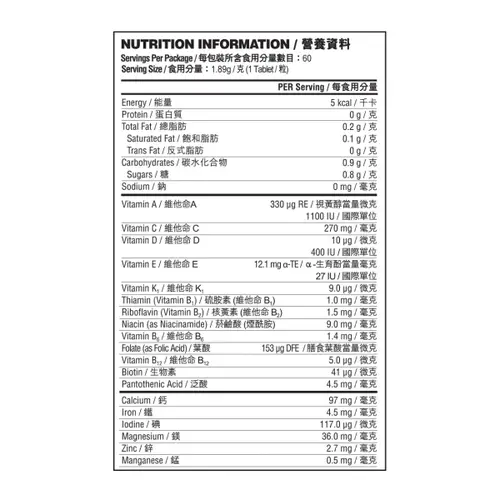 NUTRITION INFORMATION / 營養資料
Servings Per Package / 每包裝所含食用分量數目：60
Serving Size / 食用分量：1.89g / 克 (1 Tablet / 粒)
PER Serving / 每食用分量
Energy / 能量 5 kcal / 千卡
Protein / 蛋白質 0 g / 克
Total Fat / 總脂肪 0.2 g / 克
Saturated Fat / 飽和脂肪 0.1 g / 克
Trans Fat / 反式脂肪 0 g / 克
Carbohydrates / 碳水化合物 0.9 g / 克
Sugars / 糖 0.8 g / 克
Sodium / 鈉 0 mg / 毫克
Vitamin A / 維他命A 330 µg RE / 視黃醇當量微克
1100 IU / 國際單位
Vitamin C / 維他命 C 270 mg / 毫克
Vitamin D / 維他命 D 10 µg / 微克
400 IU / 國際單位
Vitamin E / 維他命 E 12.1 mg α-TE / α -生育酚當量毫克
27 IU / 國際單位
Vitamin K₁ / 維他命 K₁ 9.0 µg / 微克
Thiamin (Vitamin B₁) / 硫胺素 (維他命 B₁) 1.0 mg / 毫克
Riboflavin (Vitamin B₂) / 核黃素 (維他命 B₂) 1.5 mg / 毫克
Niacin (as Niacinamide) / 菸鹼酸 (煙酰胺) 9.0 mg / 毫克
Vitamin B₆ / 維他命 B₆ 1.4 mg / 毫克
Folate (as Folic Acid) / 葉酸 153 µg DFE / 膳食葉酸當量微克
Vitamin B₁₂ / 維他命 B₁₂ 5.0 µg / 微克
Biotin / 生物素 41 µg / 微克
Pantothenic Acid / 泛酸 4.5 mg / 毫克
Calcium / 鈣 97 mg / 毫克
Iron / 鐵 4.5 mg / 毫克
Iodine / 碘 117.0 µg / 微克
Magnesium / 鎂 36.0 mg / 毫克
Zinc / 鋅 2.7 mg / 毫克
Manganese / 錳 0.5 mg / 毫克